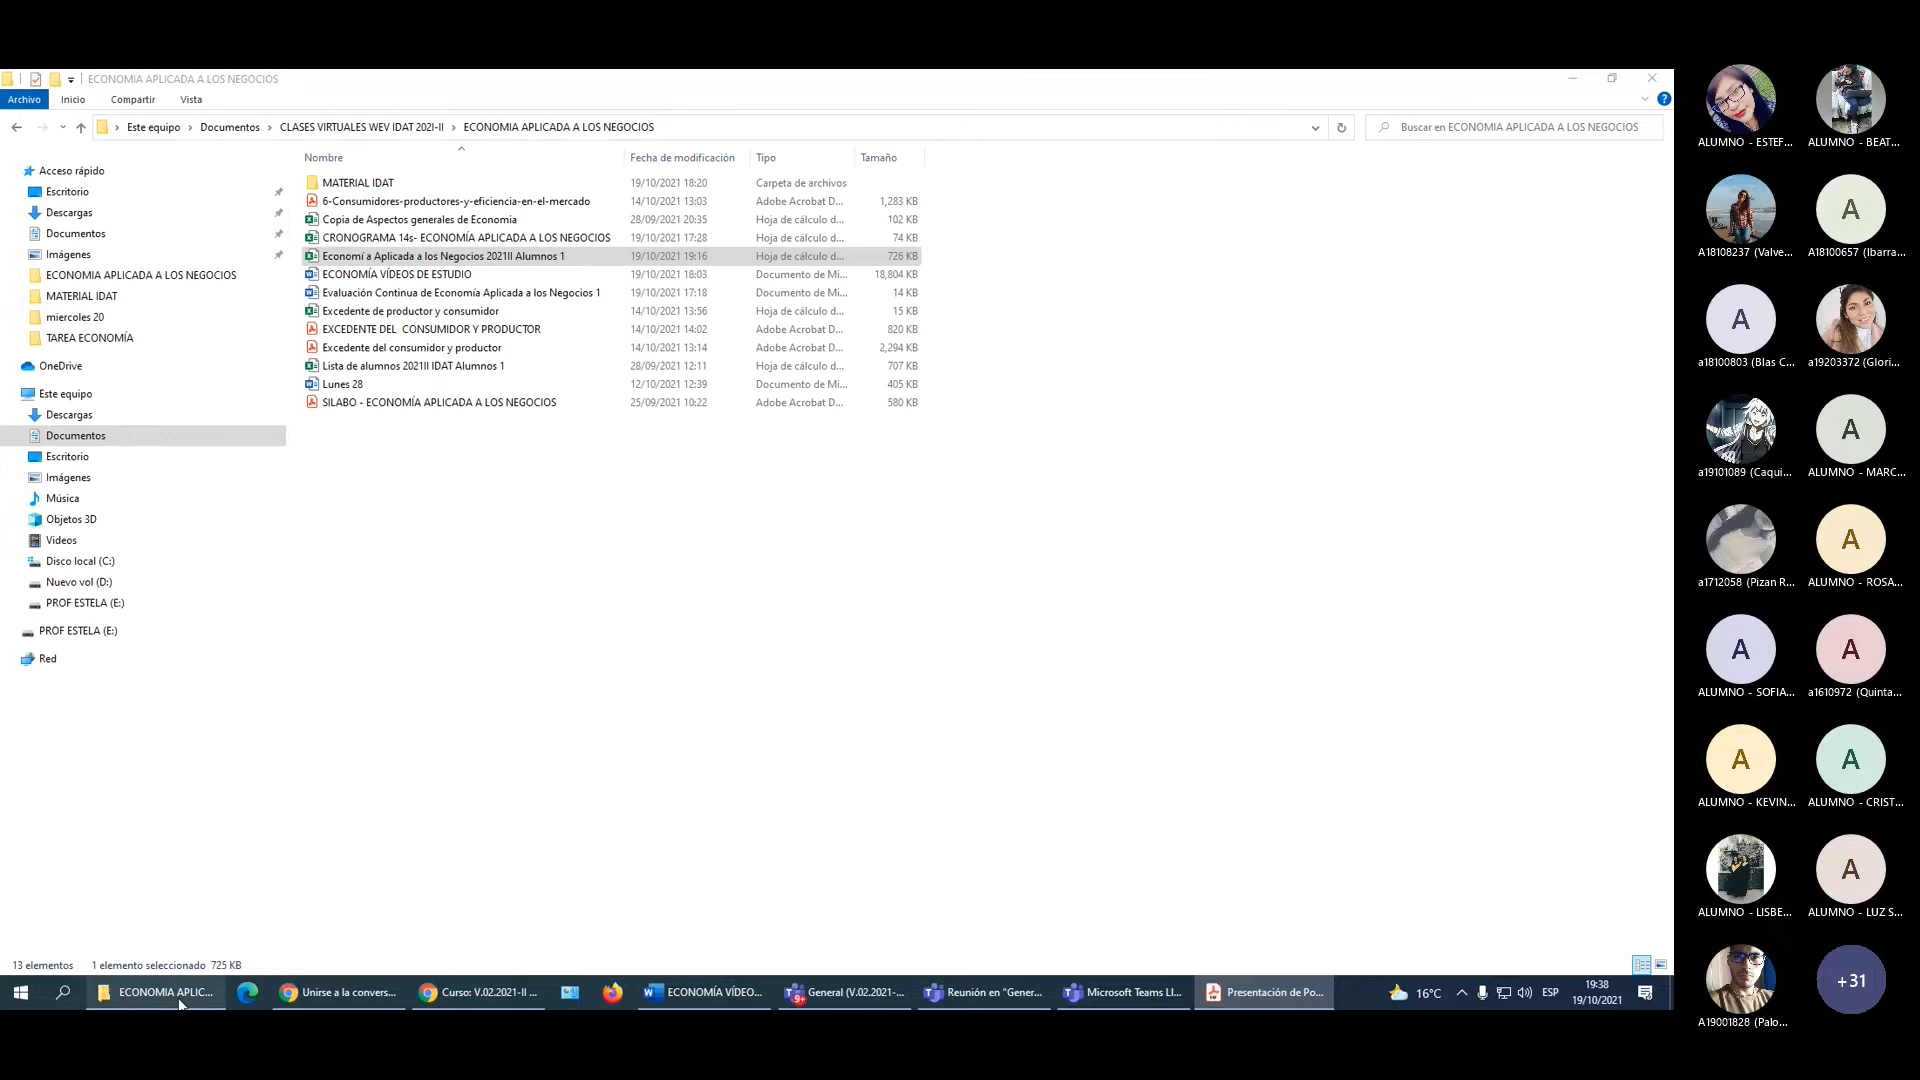 ECONOMIA APLICADA A LOS NEGOCIOS
Archivo Inicio Compartir Vista
Este equipo > Documentos > CLASES VIRTUALES WEV IDAT 202I-II > ECONOMIA APLICADA A LOS NEGOCIOS
Buscar en ECONOMIA APLICADA A LOS NEGOCIOS
Acceso rápido
Escritorio
Descargas
Documentos
Imágenes
ECONOMIA APLICADA A LOS NEGOCIOS
MATERIAL IDAT
miercoles 20
TAREA ECONOMÍA
OneDrive
Este equipo
Descargas
Documentos
Escritorio
Imágenes
Música
Objetos 3D
Videos
Disco local (C:)
Nuevo vol (D:)
PROF ESTELA (E:)
PROF ESTELA (E:)
Red
Nombre Fecha de modificación Tipo Tamaño
MATERIAL IDAT 19/10/2021 18:20 Carpeta de archivos
6-Consumidores-productores-y-eficiencia-en-el-mercado 14/10/2021 13:03 Adobe Acrobat D... 1,283 KB
Copia de Aspectos generales de Economia 28/09/2021 20:35 Hoja de cálculo d... 102 KB
CRONOGRAMA 14s- ECONOMÍA APLICADA A LOS NEGOCIOS 19/10/2021 17:28 Hoja de cálculo d... 74 KB
Economí a Aplicada a los Negocios 2021II Alumnos 1 19/10/2021 19:16 Hoja de cálculo d... 726 KB
ECONOMÍA VÍDEOS DE ESTUDIO 19/10/2021 18:03 Documento de Mi... 18,804 KB
Evaluación Continua de Economía Aplicada a los Negocios 1 19/10/2021 17:18 Documento de Mi... 14 KB
Excedente de productor y consumidor 14/10/2021 13:56 Hoja de cálculo d... 15 KB
EXCEDENTE DEL CONSUMIDOR Y PRODUCTOR 14/10/2021 14:02 Adobe Acrobat D... 820 KB
Excedente del consumidor y productor 14/10/2021 13:14 Adobe Acrobat D... 2,294 KB
Lista de alumnos 2021II IDAT Alumnos 1 28/09/2021 12:11 Hoja de cálculo d... 707 KB
Lunes 28 12/10/2021 12:39 Documento de Mi... 405 KB
SILABO - ECONOMÍA APLICADA A LOS NEGOCIOS 25/09/2021 10:22 Adobe Acrobat D... 580 KB
13 elementos 1 elemento seleccionado 725 KB
ECONOMIA APLIC... Unirse a la convers... Curso: V.02.2021-II ... ECONOMÍA VÍDEO... 9+ General (V.02.2021-... Reunión en "Gener... Microsoft Teams Ll... Presentación de Po... 16°C ESP 19:38
19/10/2021
ALUMNO - ESTEF... ALUMNO - BEAT...
A
A18108237 (Valve... A18100657 (Ibarra...
A
a18100803 (Blas C... a19203372 (Glori...
A
a19101089 (Caqui... ALUMNO - MARC...
A
a1712058 (Pizan R... ALUMNO - ROSA...
A A
ALUMNO - SOFIA... a1610972 (Quinta...
A A
ALUMNO - KEVIN... ALUMNO - CRIST...
A
ALUMNO - LISBE... ALUMNO - LUZ S...
+31
A19001828 (Palo...